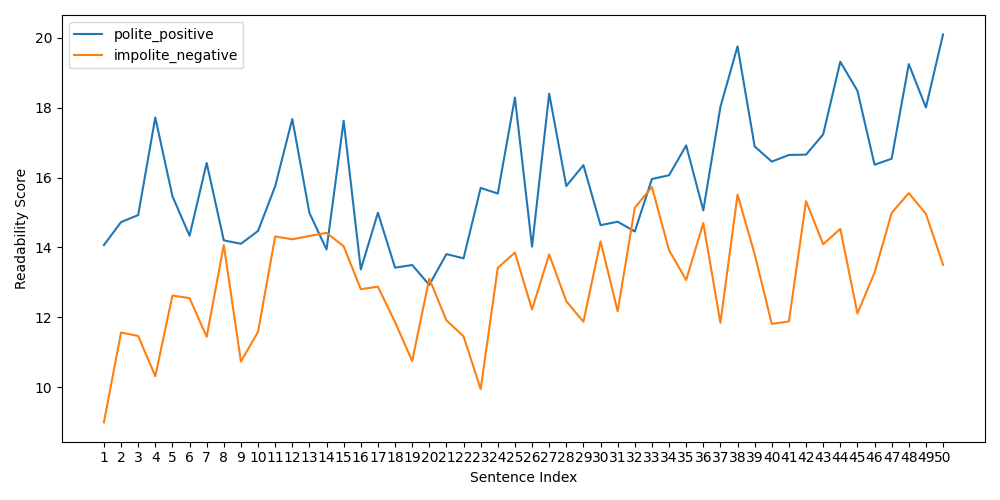 polite_positive
impolite_negative
Readability Score
20
18
16
14
12
10
1 2 3 4 5 6 7 8 9 10 11 12 13 14 15 16 17 18 19 20 21 22 23 24 25 26 27 28 29 30 31 32 33 34 35 36 37 38 39 40 41 42 43 44 45 46 47 48 49 50
Sentence Index